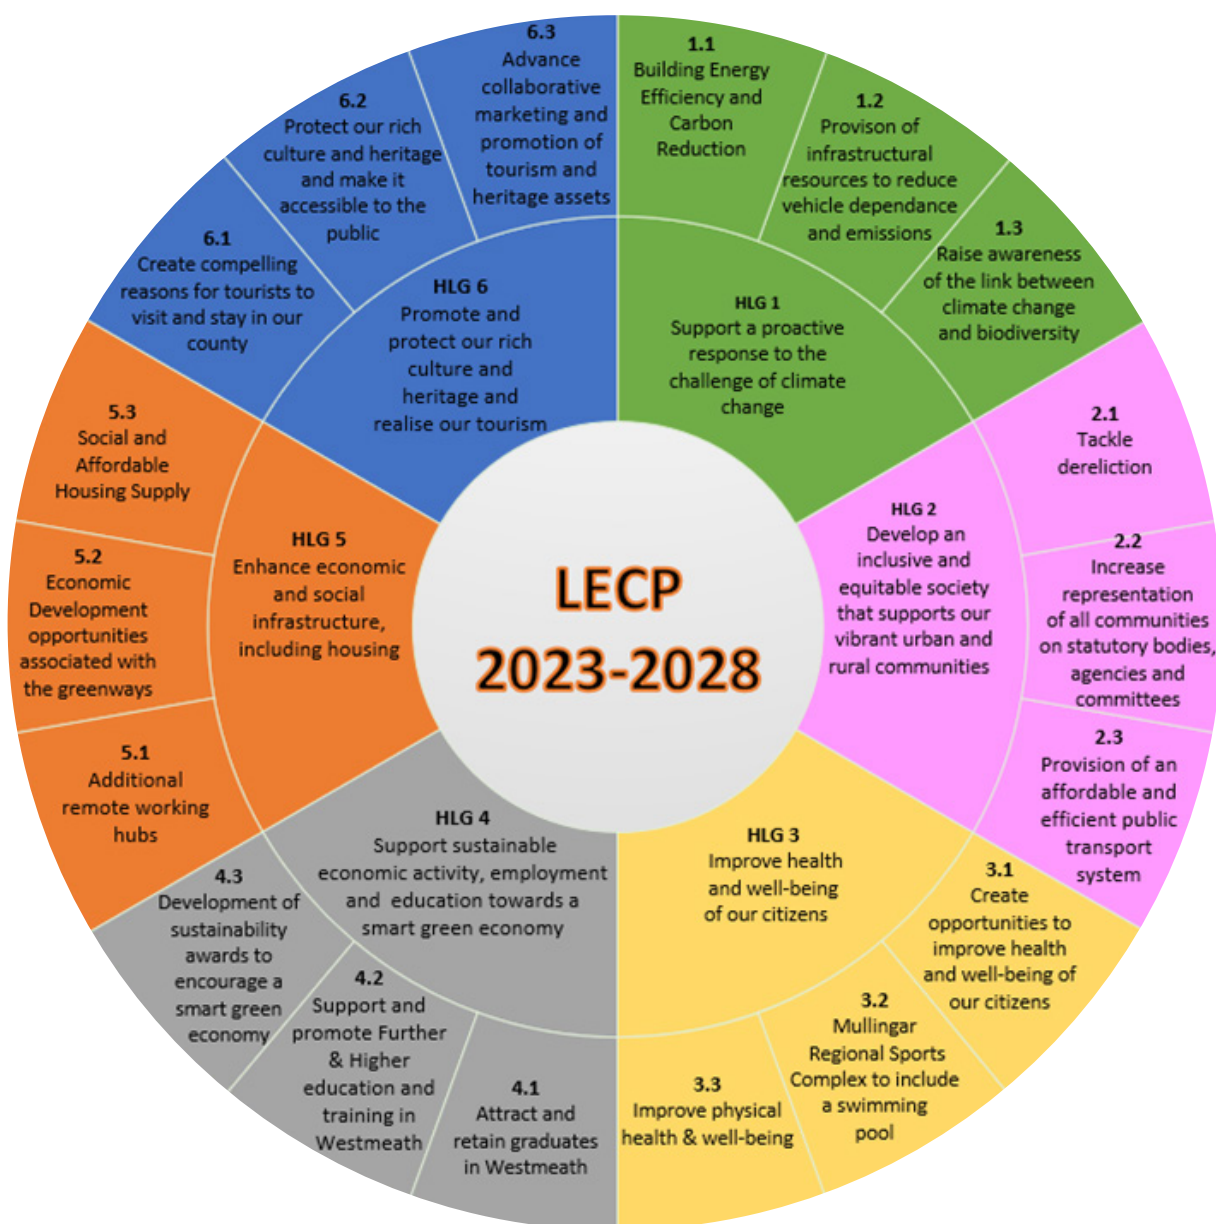 LECP
2023-2028
HLG 1
Support a proactive
response to the
challenge of climate
change
1.1
Building Energy
Efficiency and
Carbon
Reduction
1.2
Provison of
infrastructural
resources to reduce
vehicle dependance
and emissions
1.3
Raise awareness
of the link between
climate change
and biodiversity
HLG 2
Develop an
inclusive and
equitable society
that supports our
vibrant urban and
rural communities
2.1
Tackle
dereliction
2.2
Increase
representation
of all communities
on statutory bodies,
agencies and
committees
2.3
Provision of an
affordable and
efficient public
transport
system
HLG 3
Improve health
and well-being
of our citizens
3.1
Create
opportunities to
improve health
and well-being of
our citizens
3.2
Mullingar
Regional Sports
Complex to include
a swimming
pool
3.3
Improve physical
health & well-being
HLG 4
Support sustainable
economic activity, employment
and education towards a
smart green economy
4.1
Attract and
retain graduates
in Westmeath
4.2
Support and
promote Further
& Higher
education and
training in
Westmeath
4.3
Development of
sustainability
awards to
encourage a
smart green
economy
HLG 5
Enhance economic
and social
infrastructure,
including housing
5.1
Additional
remote working
hubs
5.2
Economic
Development
opportunities
associated with
the greenways
5.3
Social and
Affordable
Housing Supply
HLG 6
Promote and
protect our rich
culture and
heritage and
realise our tourism
6.1
Create compelling
reasons for tourists to
visit and stay in our
county
6.2
Protect our rich
culture and heritage
and make it
accessible to the
public
6.3
Advance
collaborative
marketing and
promotion of
tourism and
heritage assets